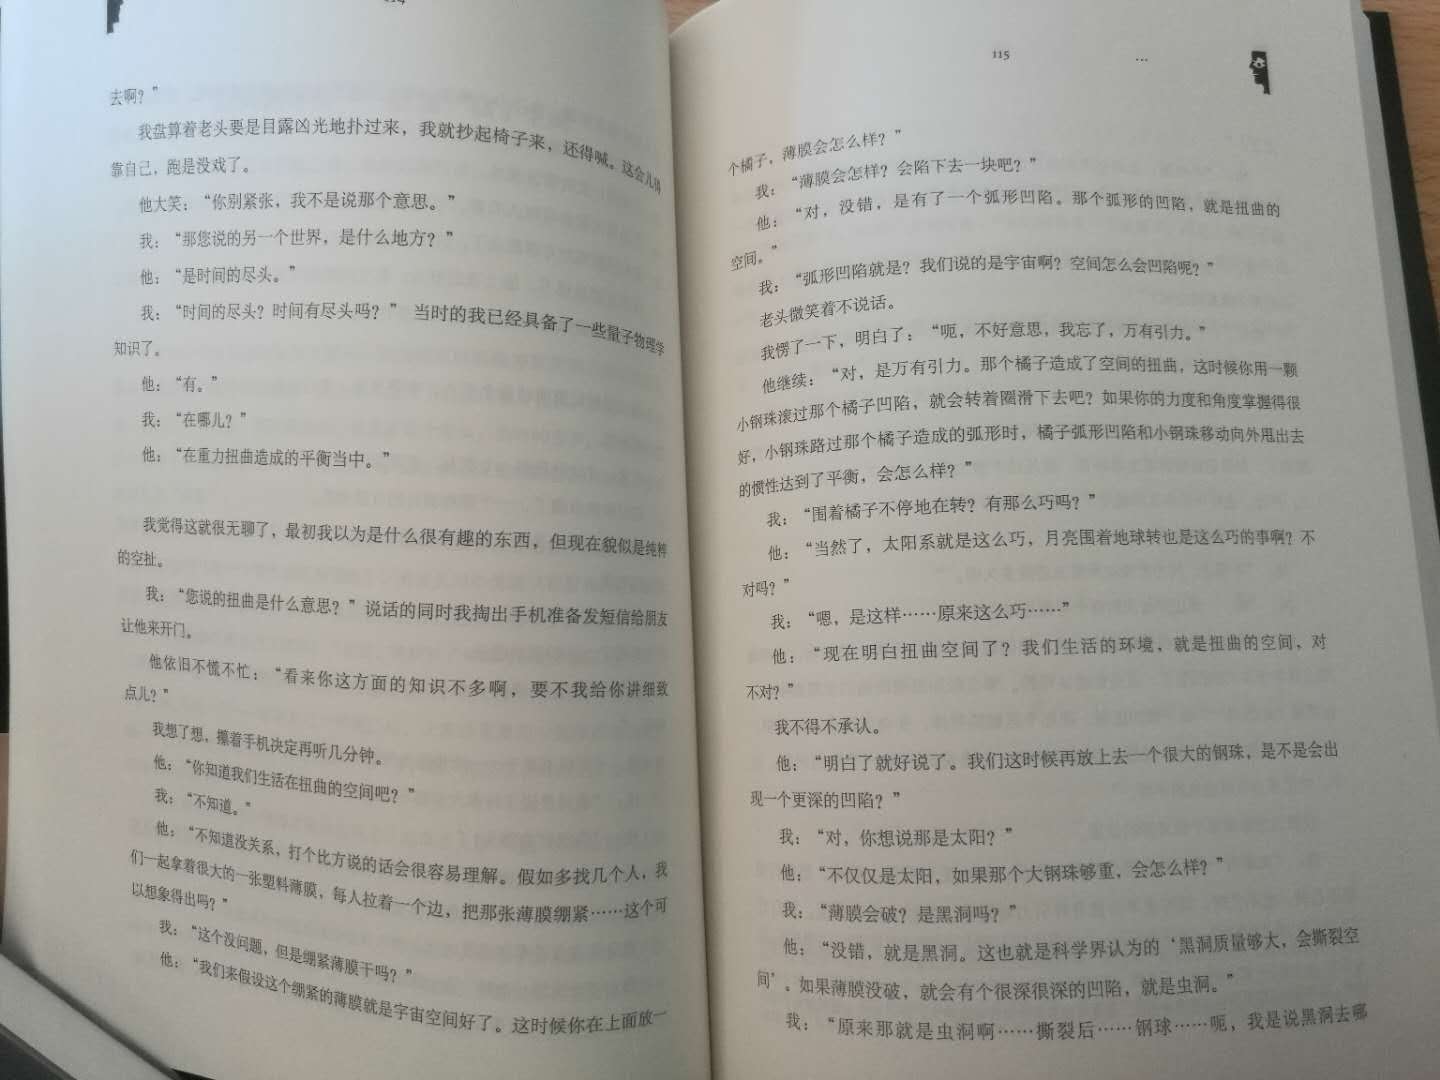 114
去啊？”
我盘算着老头要是目露凶光地扑过来，我就抄起椅子来，还得喊。这会儿得
靠自己，跑是没戏了。
他大笑：“你别紧张，我不是说那个意思。”
我：“那您说的另一个世界，是什么地方？”
他：“是时间的尽头。”
我：“时间的尽头？时间有尽头吗？” 当时的我已经具备了一些量子物理学
知识了。
他：“有。”
我：“在哪儿？”
他：“在重力扭曲造成的平衡当中。”
我觉得这就很无聊了，最初我以为是什么很有趣的东西，但现在貌似是纯粹
的空扯。
我：“您说的扭曲是什么意思？”说话的同时我掏出手机准备发短信给朋友
让他来开门。
他依旧不慌不忙：“看来你这方面的知识不多啊，要不我给你讲细致
点儿？”
我想了想，攥着手机决定再听几分钟。
他：“你知道我们生活在扭曲的空间吧？”
我：“不知道。”
他：“不知道没关系，打个比方说的话会很容易理解。假如多找几个人，我
们一起拿着很大的一张塑料薄膜，每人拉着一个边，把那张薄膜绷紧……这个可
以想象得出吗？”
我：“这个没问题，但是绷紧薄膜干吗？”
他：“我们来假设这个绷紧的薄膜就是宇宙空间好了。这时候你在上面放一
115
...
个橘子，薄膜会怎么样？”
我：“薄膜会怎样？会陷下去一块吧？”
他：“对，没错，是有了一个弧形凹陷。那个弧形的凹陷，就是扭曲的
空间。”
我：“弧形凹陷就是？我们说的是宇宙啊？空间怎么会凹陷呢？”
老头微笑着不说话。
我愣了一下，明白了：“呃，不好意思，我忘了，万有引力。”
他继续：“对，是万有引力。那个橘子造成了空间的扭曲，这时候你用一颗
小钢珠滚过那个橘子凹陷，就会转着圈滑下去吧？如果你的力度和角度掌握得很
好，小钢珠路过那个橘子造成的弧形时，橘子弧形凹陷和小钢珠移动向外甩出去
的惯性达到了平衡，会怎么样？”
我：“围着橘子不停地在转？有那么巧吗？”
他：“当然了，太阳系就是这么巧，月亮围着地球转也是这么巧的事啊？不
对吗？”
我：“嗯，是这样……原来这么巧……”
他：“现在明白扭曲空间了？我们生活的环境，就是扭曲的空间，对
不对？”
我不得不承认。
他：“明白了就好说了。我们这时候再放上去一个很大的钢珠，是不是会出
现一个更深的凹陷？”
我：“对，你想说那是太阳？”
他：“不仅仅是太阳，如果那个大钢珠够重，会怎么样？”
我：“薄膜会破？是黑洞吗？”
他：“没错，就是黑洞。这也就是科学界认为的‘黑洞质量够大，会撕裂空
间’。如果薄膜没破，就会有个很深很深的凹陷，就是虫洞。”
我：“原来那就是虫洞啊……撕裂后……钢球……呃，我是说黑洞去哪